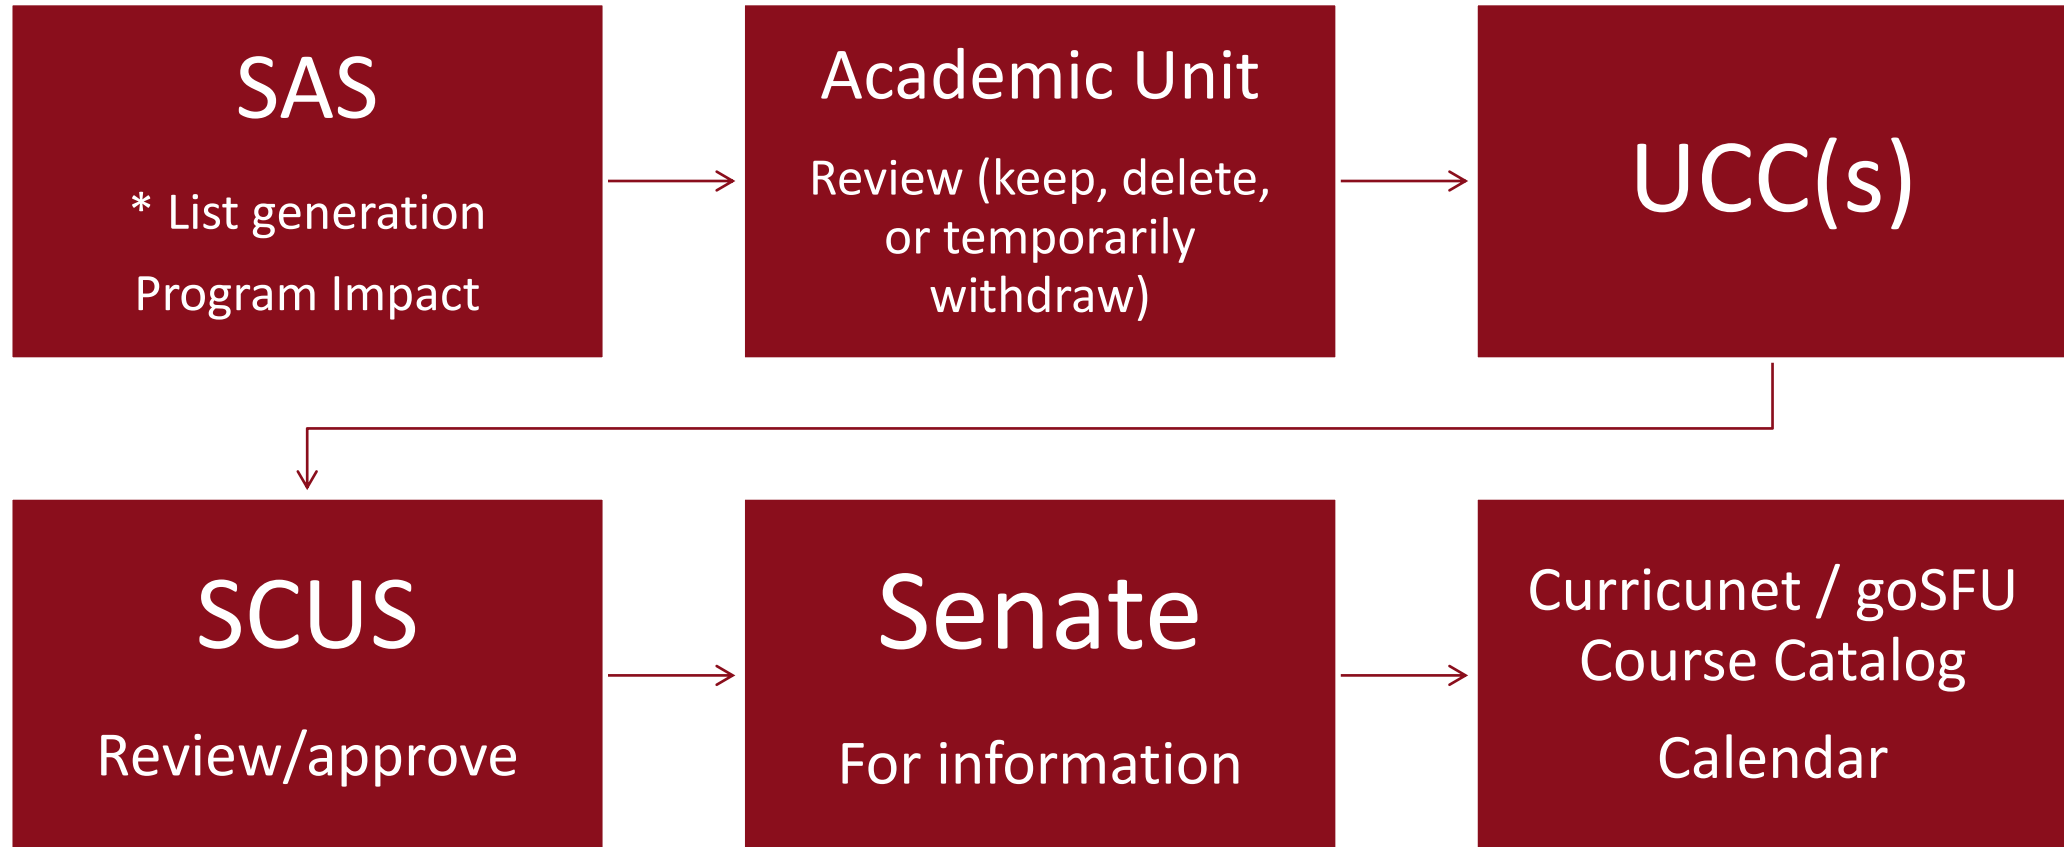 SAS
* List generation
Program Impact
Academic Unit
Review (keep, delete,
or temporarily
withdraw)
UCC(s)
SCUS
Review/approve
Senate
For information
Curricunet / goSFU
Course Catalog
Calendar